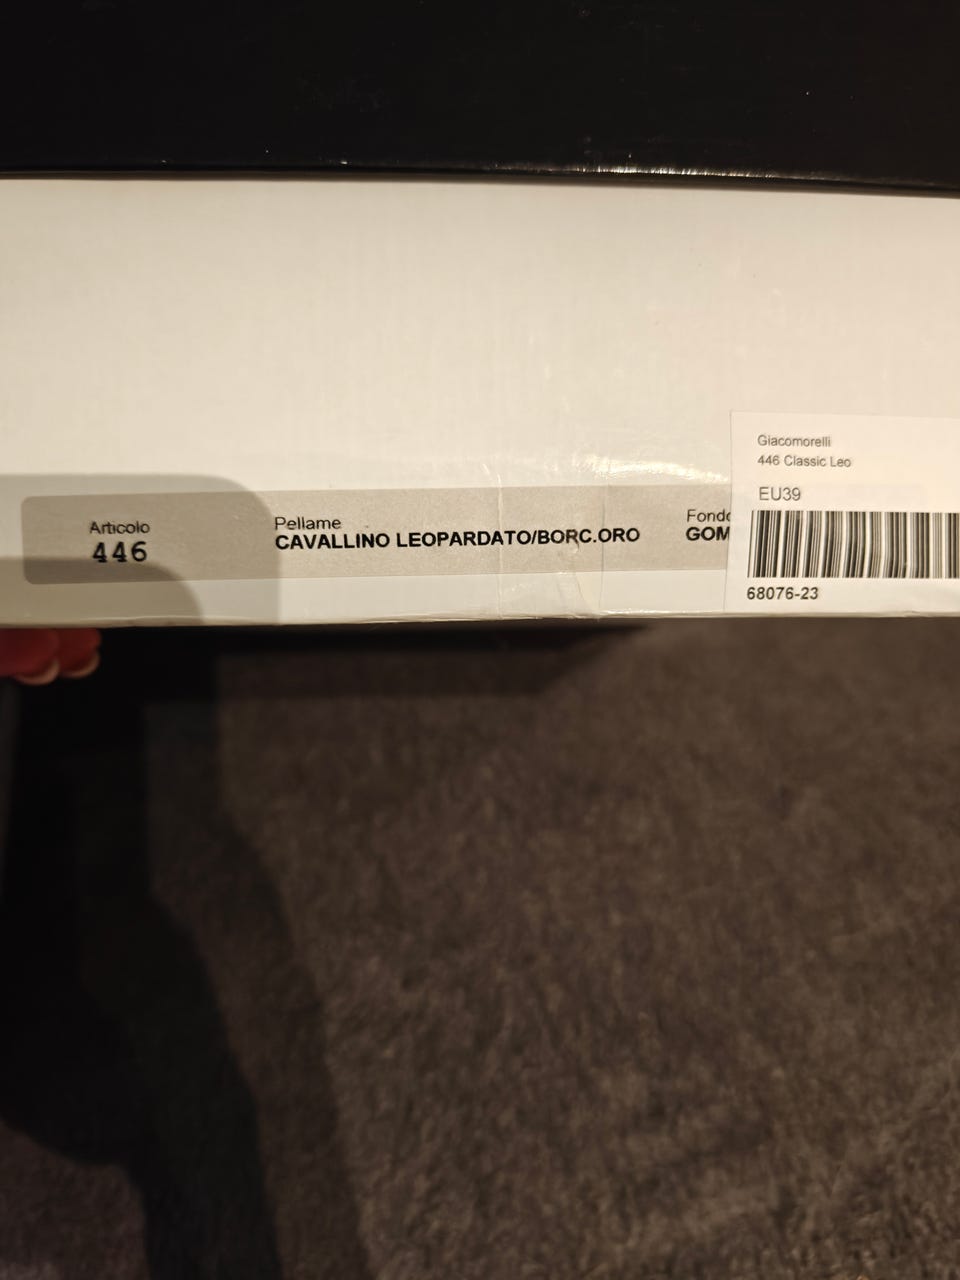 Articolo
446
Pellame
CAVALLINO LEOPARDATO/BORC.ORO
Fondo
GOM
Giacomorelli
446 Classic Leo
EU39
68076-23